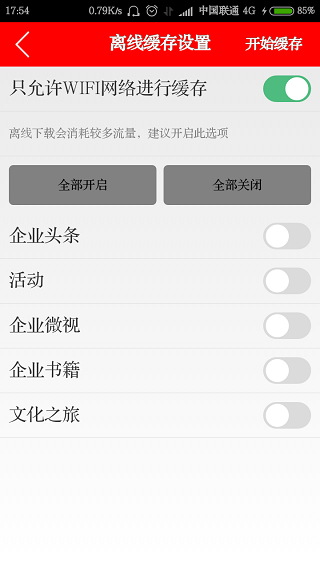 17:54 0.79K/s 中国联通 4G 85%
离线缓存设置 开始缓存
只允许WIFI网络进行缓存
离线下载会消耗较多流量，建议开启此选项
全部开启 全部关闭
企业头条
活动
企业微视
企业书籍
文化之旅